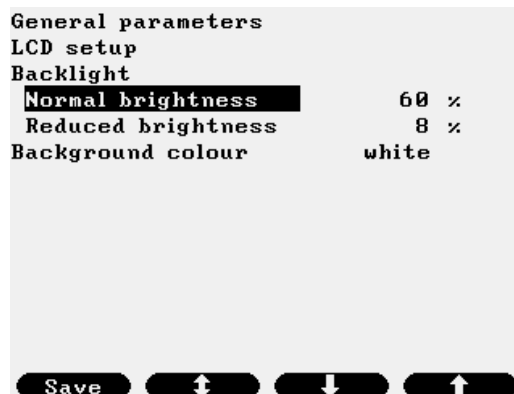 General parameters
LCD setup
Backlight
Normal brightness 60 %
Reduced brightness 8 %
Background colour white
Save